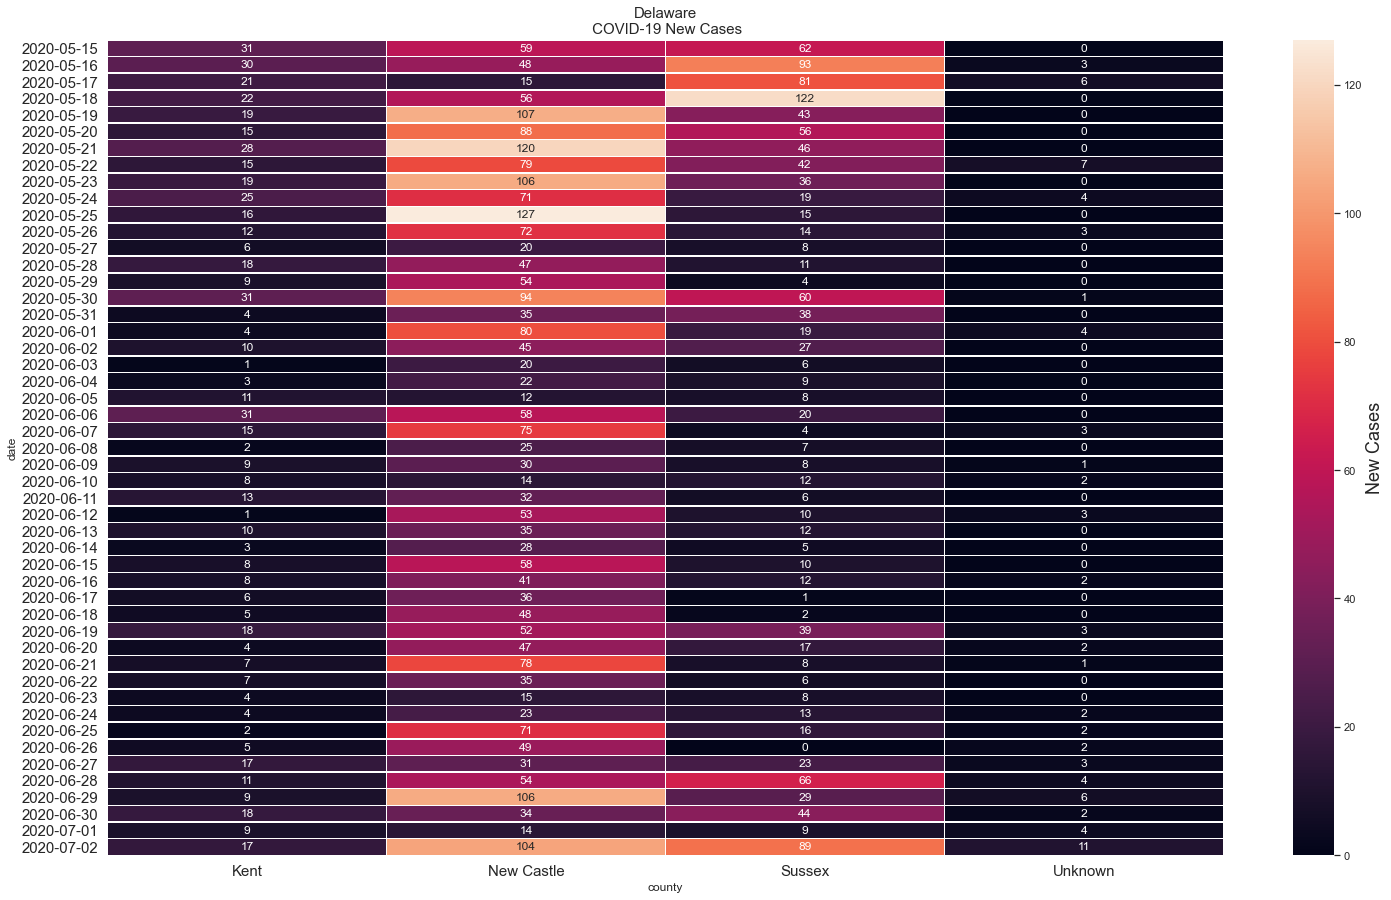 Delaware
COVID-19 New Cases
2020-05-15 31 59 62 0
2020-05-16 30 48 93 3
2020-05-17 21 15 81 6
2020-05-18 22 56 122 0
2020-05-19 19 107 43 0
2020-05-20 15 88 56 0
2020-05-21 28 120 46 0
2020-05-22 15 79 42 7
2020-05-23 19 106 36 0
2020-05-24 25 71 19 4
2020-05-25 16 127 15 0
2020-05-26 12 72 14 3
2020-05-27 6 20 8 0
2020-05-28 18 47 11 0
2020-05-29 9 54 4 0
2020-05-30 31 94 60 1
2020-05-31 4 35 38 0
2020-06-01 4 80 19 4
2020-06-02 10 45 27 0
2020-06-03 1 20 6 0
2020-06-04 3 22 9 0
2020-06-05 11 12 8 0
2020-06-06 31 58 20 0
2020-06-07 15 75 4 3
2020-06-08 2 25 7 0
2020-06-09 9 30 8 1
2020-06-10 8 14 12 2
2020-06-11 13 32 6 0
2020-06-12 1 53 10 3
2020-06-13 10 35 12 0
2020-06-14 3 28 5 0
2020-06-15 8 58 10 0
2020-06-16 8 41 12 2
2020-06-17 6 36 1 0
2020-06-18 5 48 2 0
2020-06-19 18 52 39 3
2020-06-20 4 47 17 2
2020-06-21 7 78 8 1
2020-06-22 7 35 6 0
2020-06-23 4 15 8 0
2020-06-24 4 23 13 2
2020-06-25 2 71 16 2
2020-06-26 5 49 0 2
2020-06-27 17 31 23 3
2020-06-28 11 54 66 4
2020-06-29 9 106 29 6
2020-06-30 18 34 44 2
2020-07-01 9 14 9 4
2020-07-02 17 104 89 11
Kent New Castle Sussex Unknown
county
date
120
100
80
60
40
20
0
New Cases